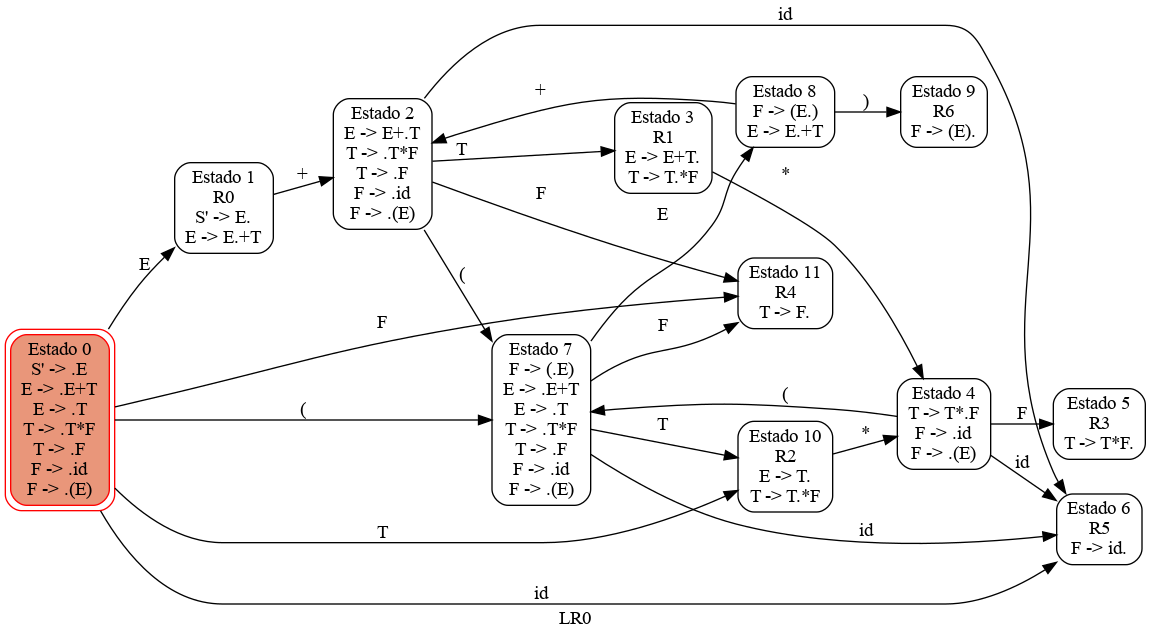 id
Estado 2
E -> E+.T
T -> .T*F
T -> .F
F -> .id
F -> .(E)
+
Estado 8
F -> (E.)
E -> E.+T
)
Estado 9
R6
F -> (E).
Estado 3
R1
E -> E+T.
T -> T.*F
T
*
Estado 1
R0
S' -> E.
E -> E.+T
+
F
E
E
(
Estado 11
R4
T -> F.
F
F
Estado 0
S' -> .E
E -> .E+T
E -> .T
T -> .T*F
T -> .F
F -> .id
F -> .(E)
(
Estado 7
F -> (.E)
E -> .E+T
E -> .T
T -> .T*F
T -> .F
F -> .id
F -> .(E)
(
T
Estado 10
R2
E -> T.
T -> T.*F
*
Estado 4
T -> T*.F
F -> .id
F -> .(E)
F
Estado 5
R3
T -> T*F.
id
Estado 6
R5
F -> id.
id
T
id
LR0